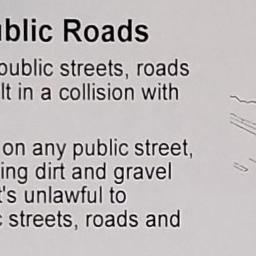 ublic Roads
public streets, roads
lt in a collision with
on any public street,
ing dirt and gravel
t's unlawful to
c streets, roads and